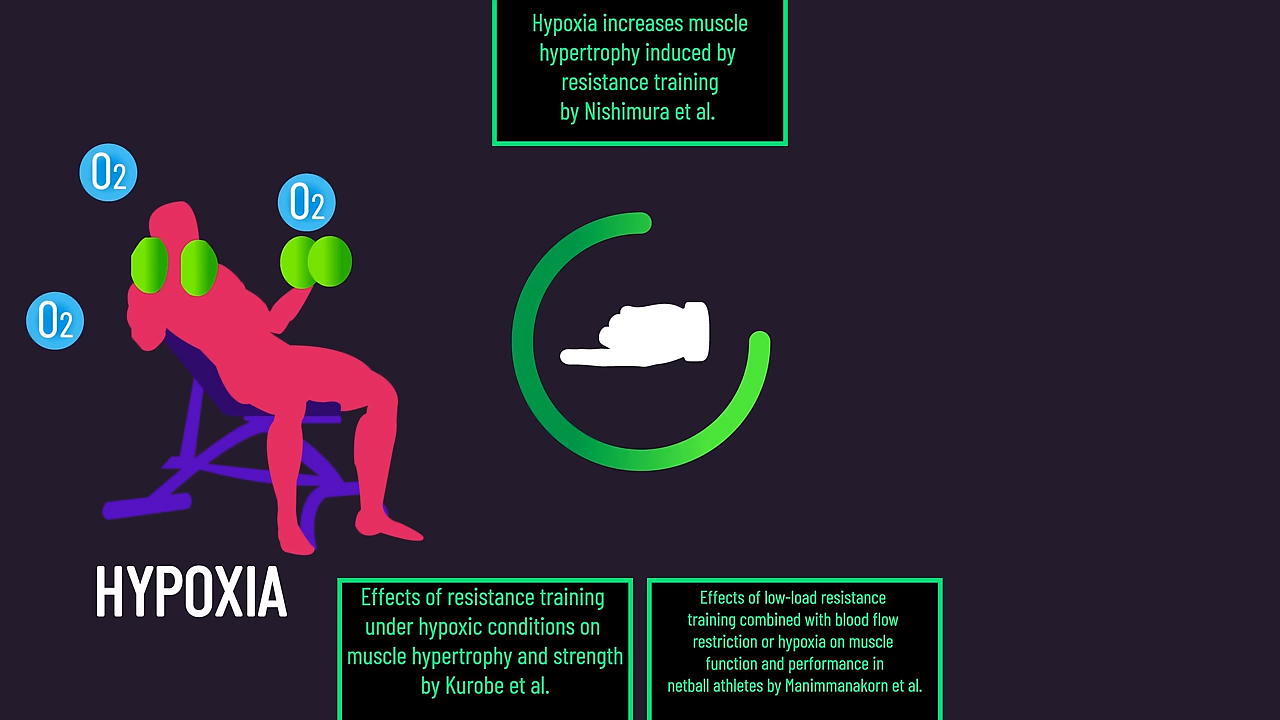 Hypoxia increases muscle
hypertrophy induced by
resistance training
by Nishimura et al.
O2
O2
O2
HYPOXIA
Effects of resistance training
under hypoxic conditions on
muscle hypertrophy and strength
by Kurobe et al.
Effects of low-load resistance
training combined with blood flow
restriction or hypoxia on muscle
function and performance in
netball athletes by Manimmanakorn et al.